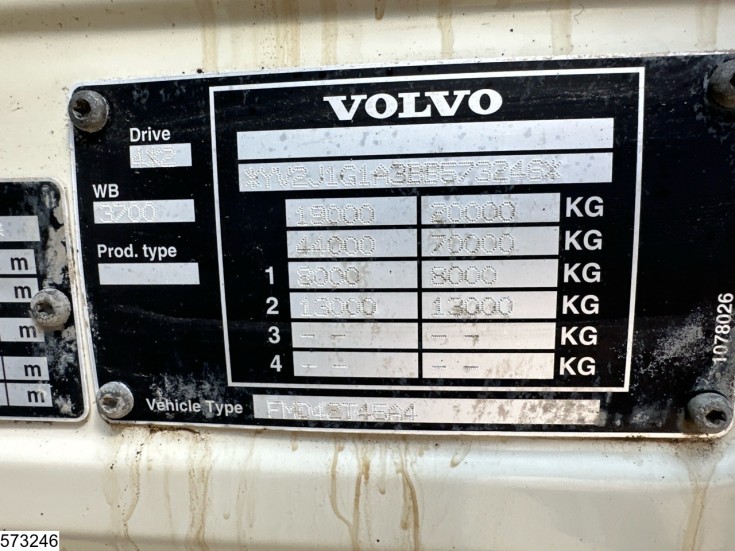 VOLVO
Drive
4X2
WB
3700
Prod. type
19000 20000 KG
44000 70000 KG
1 8000 8000 KG
2 13000 13000 KG
3 -- -- KG
4 -- -- KG
Vehicle Type FMD42T45A4
1078026
m
m
m
m
m
573246